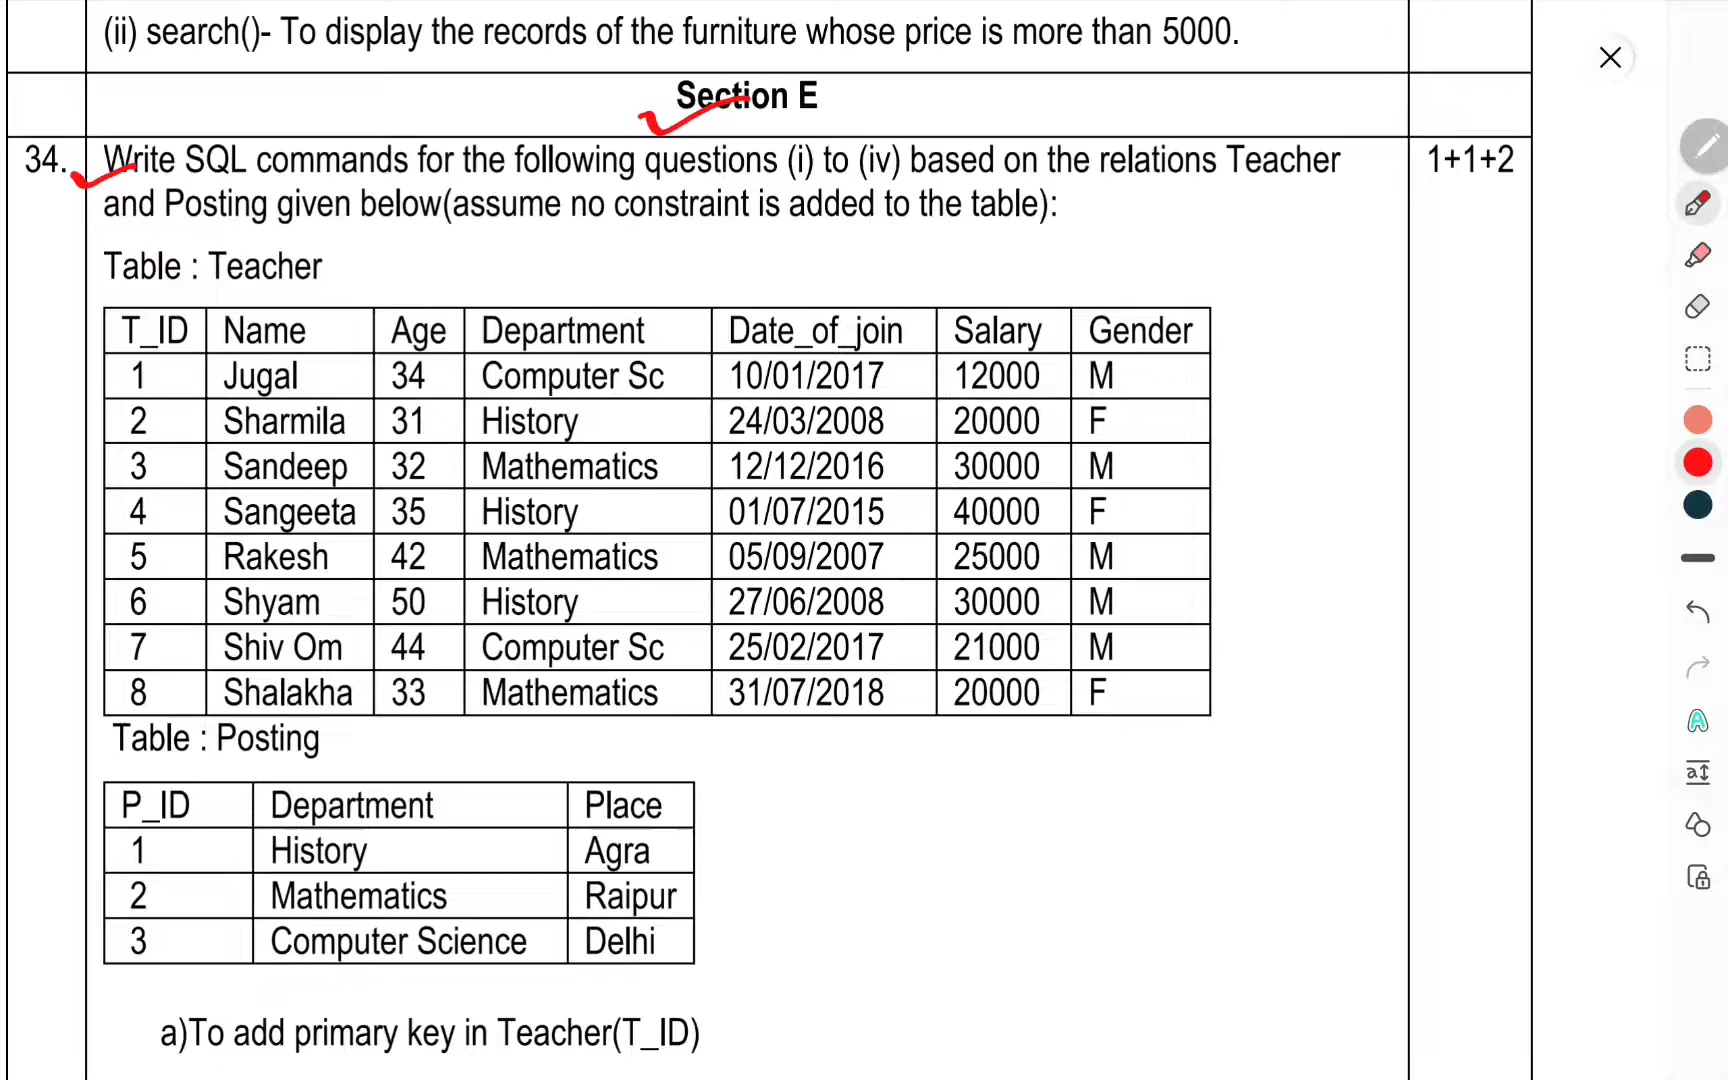 (ii) search()- To display the records of the furniture whose price is more than 5000.
Section E
34. Write SQL commands for the following questions (i) to (iv) based on the relations Teacher 1+1+2
and Posting given below(assume no constraint is added to the table):
Table : Teacher
T_ID Name Age Department Date_of_join Salary Gender
1 Jugal 34 Computer Sc 10/01/2017 12000 M
2 Sharmila 31 History 24/03/2008 20000 F
3 Sandeep 32 Mathematics 12/12/2016 30000 M
4 Sangeeta 35 History 01/07/2015 40000 F
5 Rakesh 42 Mathematics 05/09/2007 25000 M
6 Shyam 50 History 27/06/2008 30000 M
7 Shiv Om 44 Computer Sc 25/02/2017 21000 M
8 Shalakha 33 Mathematics 31/07/2018 20000 F
Table : Posting
P_ID Department Place
1 History Agra
2 Mathematics Raipur
3 Computer Science Delhi
a)To add primary key in Teacher(T_ID)